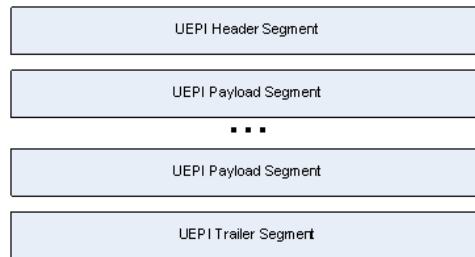 UEPI Header Segment
UEPI Payload Segment
...
UEPI Payload Segment
UEPI Trailer Segment